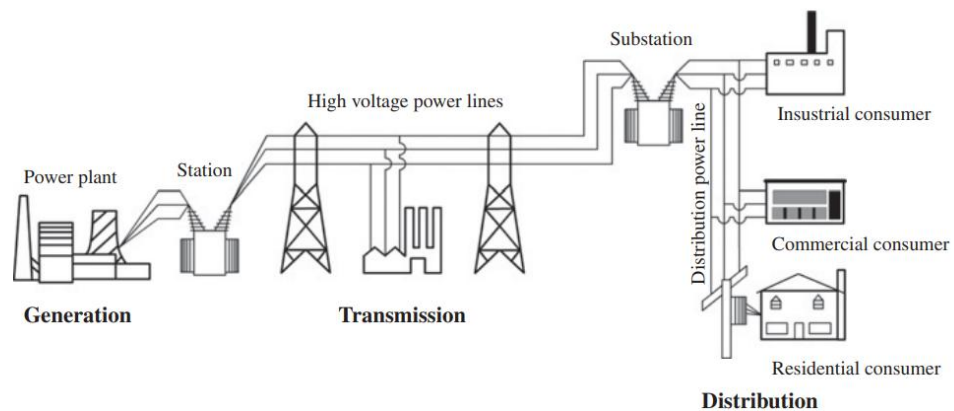 Substation
High voltage power lines
Insustrial consumer
Power plant
Station
Distribution power line
Commercial consumer
Generation
Transmission
Residential consumer
Distribution